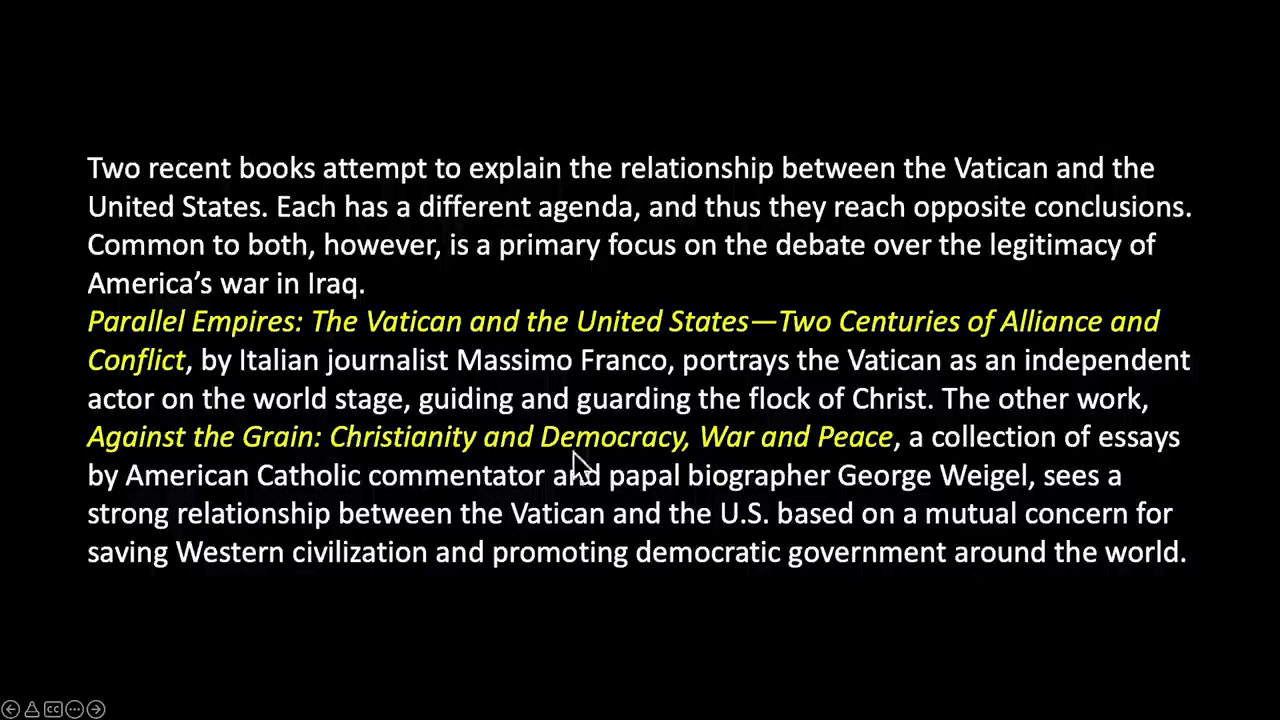 Two recent books attempt to explain the relationship between the Vatican and the
United States. Each has a different agenda, and thus they reach opposite conclusions.
Common to both, however, is a primary focus on the debate over the legitimacy of
America’s war in Iraq.
Parallel Empires: The Vatican and the United States—Two Centuries of Alliance and
Conflict, by Italian journalist Massimo Franco, portrays the Vatican as an independent
actor on the world stage, guiding and guarding the flock of Christ. The other work,
Against the Grain: Christianity and Democracy, War and Peace, a collection of essays
by American Catholic commentator and papal biographer George Weigel, sees a
strong relationship between the Vatican and the U.S. based on a mutual concern for
saving Western civilization and promoting democratic government around the world.
CC